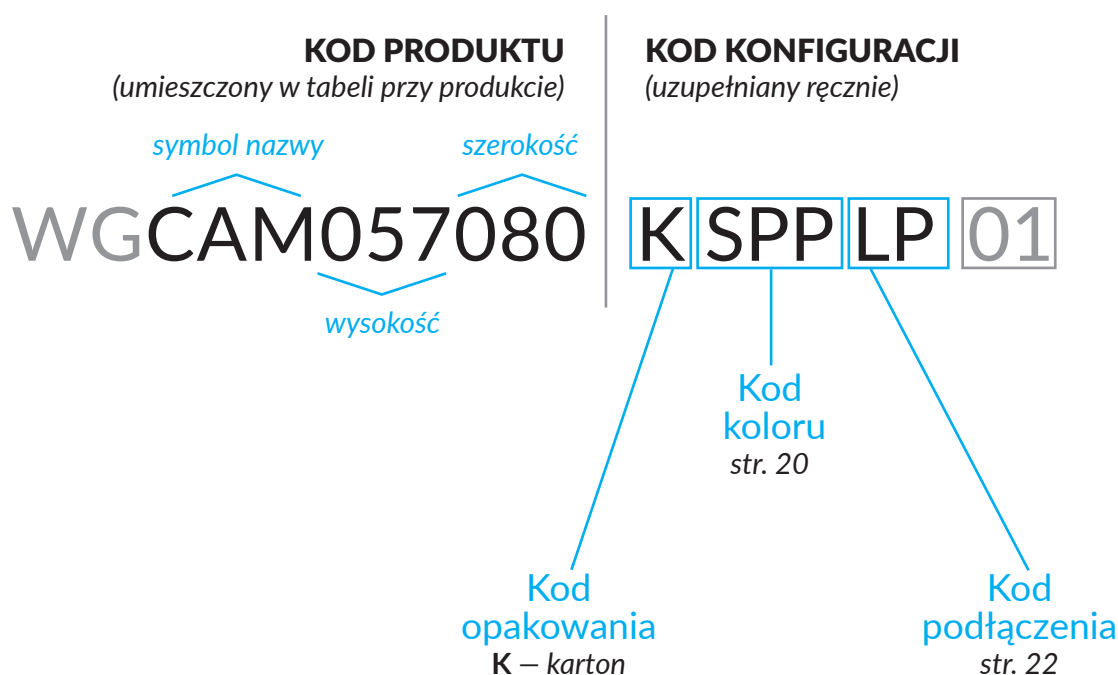 KOD PRODUKTU
(umieszczony w tabeli przy produkcie)
KOD KONFIGURACJI
(uzupełniany ręcznie)
symbol nazwy
szerokość
WGCAM057080 K SPP LP 01
wysokość
Kod
koloru
str. 20
Kod
opakowania
K – karton
Kod
podłączenia
str. 22